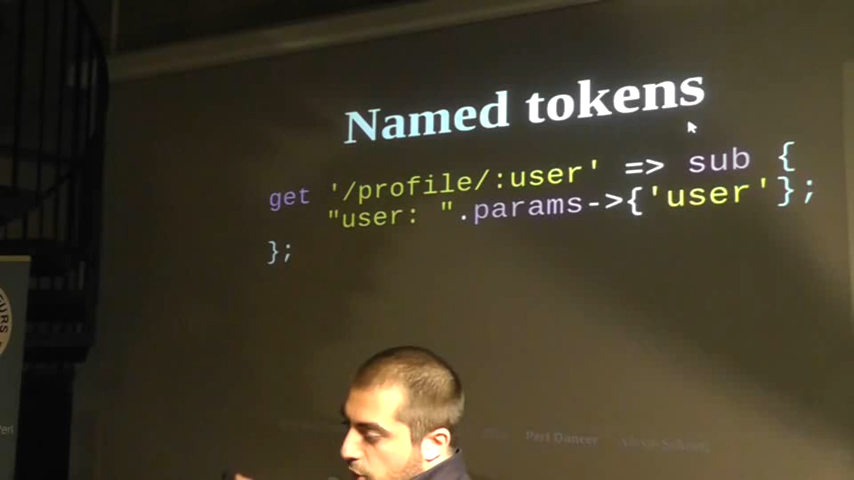 Named tokens
get '/profile/:user' => sub {
"user: ".params->{'user'};
};
Perl Dancer